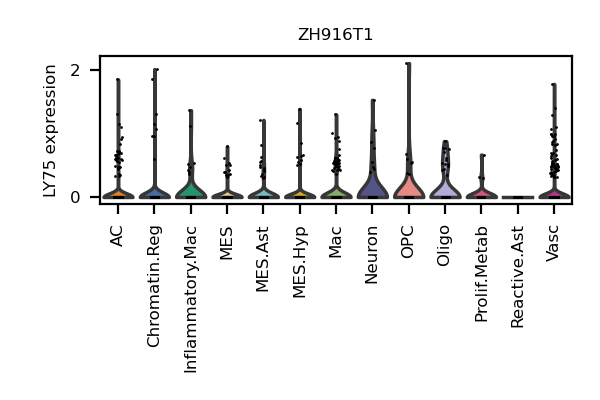 ZH916T1
LY75 expression
2
0
AC
Chromatin.Reg
Inflammatory.Mac
MES
MES.Ast
MES.Hyp
Mac
Neuron
OPC
Oligo
Prolif.Metab
Reactive.Ast
Vasc